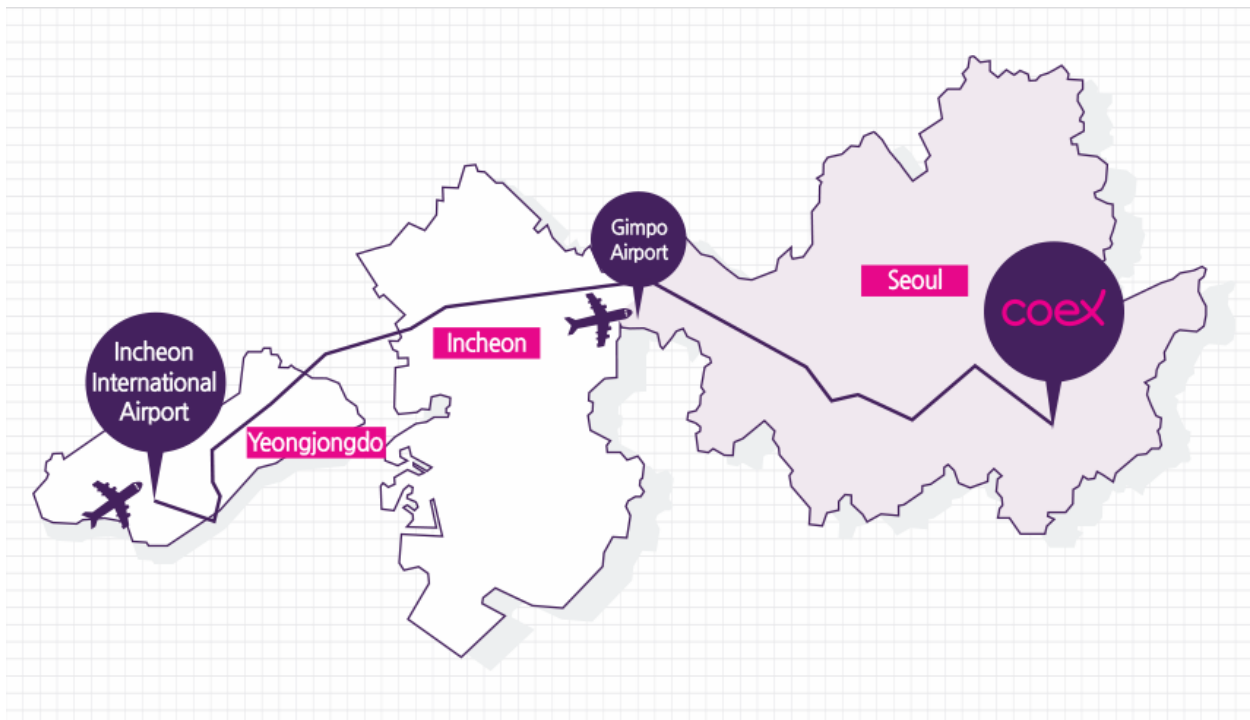 Gimpo
Airport
Seoul
coex
Incheon
Incheon
International
Airport
Yeongjongdo